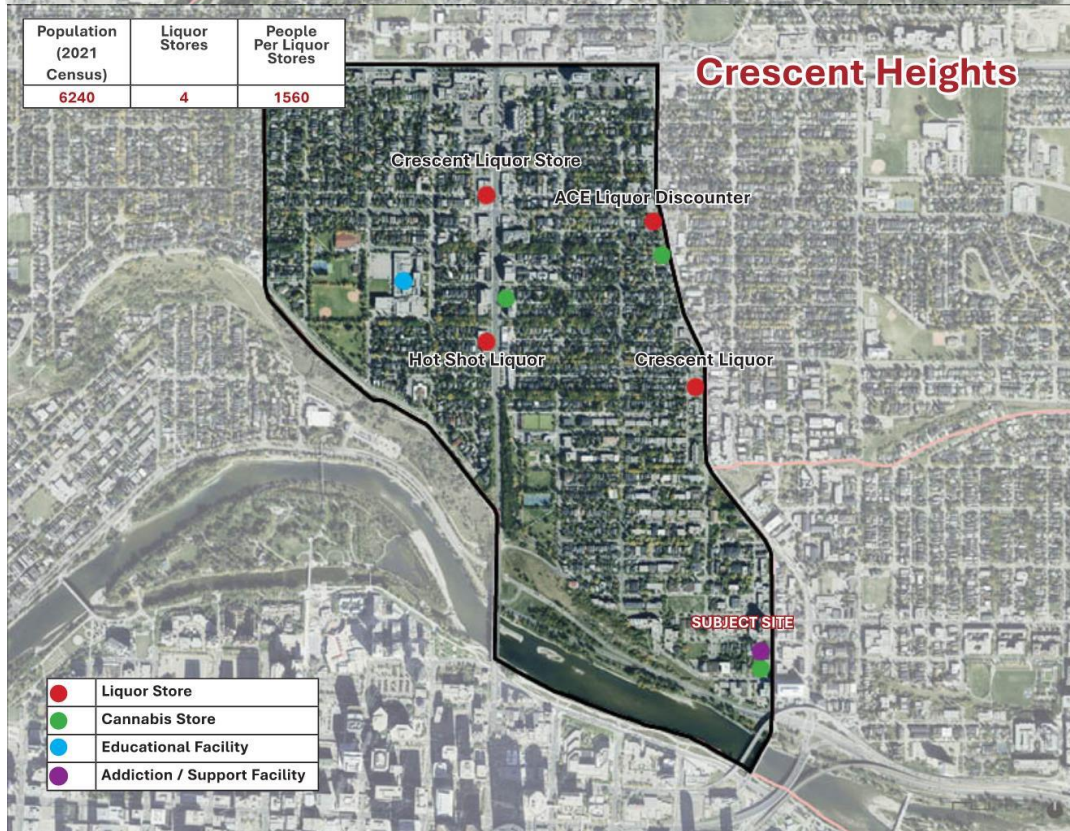 Population
(2021
Census)
Liquor
Stores
People
Per Liquor
Stores
6240
4
1560
Crescent Heights
Crescent Liquor Store
ACE Liquor Discounter
Hot Shot Liquor
Crescent Liquor
SUBJECT SITE
Liquor Store
Cannabis Store
Educational Facility
Addiction / Support Facility